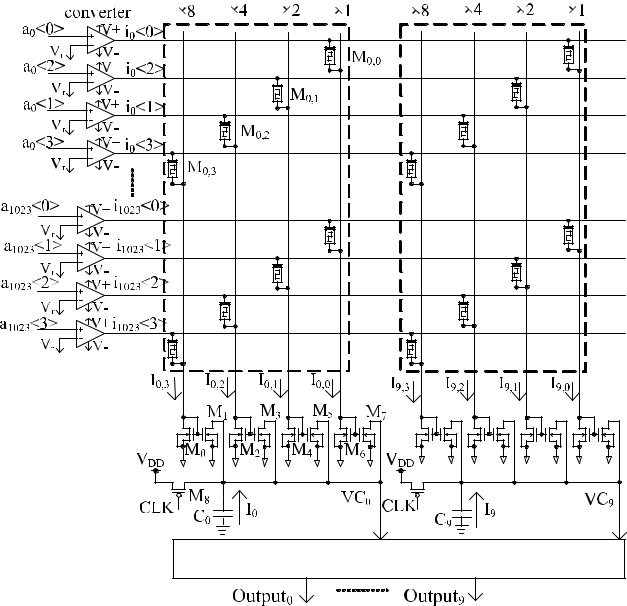 converter
×8 ×4 ×2 ×1 ×8 ×4 ×2 ×1
a0<0> V+ i0<0>
Vr V-
M0,0
a0<2> V i0<2>
Vr V-
M0,1
a0<1> V+ i0<1>
Vr V-
M0,2
a0<3> V- i0<3>
Vr V-
M0,3
a1023<0> V- i1023<0>
Vr V-
a1023<1> V- i1023<1>
Vr V-
a1023<2> V+ i1023<2>
Vr V-
a1023<3> V+ i1023<3>
V- V-
I0,3 I0,2 I0,1 I0,0 I9,3 I9,2 I9,1 I9,0
M1 M3 M5 M7
M0 M2 M4 M6
VDD VDD
M8
CLK C0 I0 VC0 CLK C9 I9 VC9
Output0 Output9